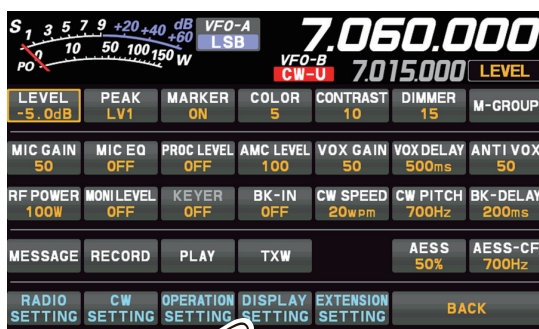 S 1 3 5 7 9 +20 +40 +60 dB VFO-A
LSB
7.060.000
PO 0 10 50 100 150 W
VFO-B
CW-U 7.015.000 LEVEL
LEVEL PEAK MARKER COLOR CONTRAST DIMMER M-GROUP
-5.0dB LV1 ON 5 10 15
MIC GAIN MIC EQ PROC LEVEL AMC LEVEL VOX GAIN VOX DELAY ANTI VOX
50 OFF OFF 100 50 500ms 50
RF POWER MONI LEVEL KEYER BK-IN CW SPEED CW PITCH BK-DELAY
100W OFF OFF OFF 20wpm 700Hz 200ms
MESSAGE RECORD PLAY TXW AESS AESS-CF
50% 700Hz
RADIO CW OPERATION DISPLAY EXTENSION BACK
SETTING SETTING SETTING SETTING SETTING